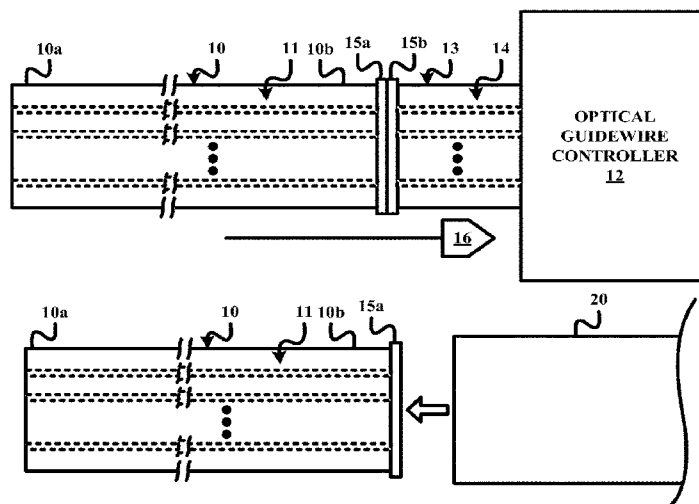 10a 10 11 10b 15a 15b 13 14
OPTICAL
GUIDEWIRE
CONTROLLER
12
16
10a 10 11 10b 15a 20